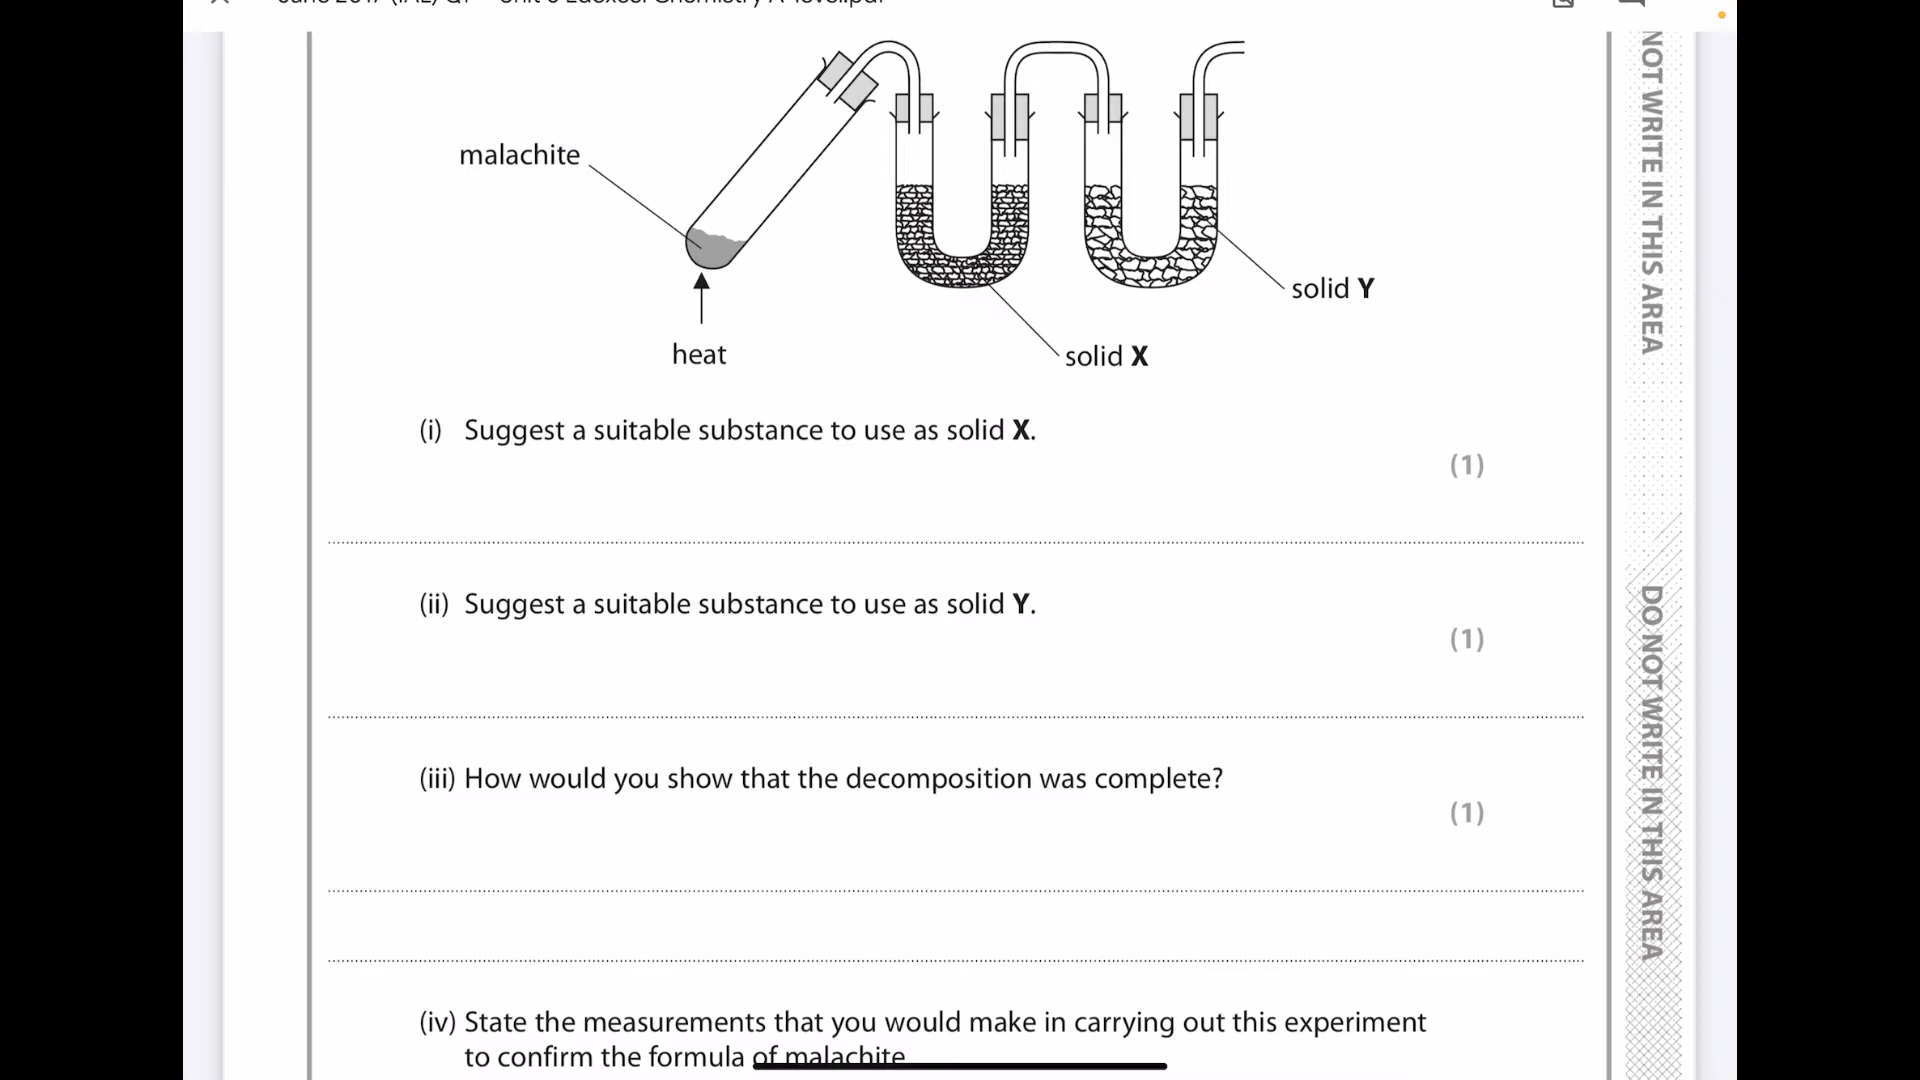 malachite
solid Y
heat
solid X
(i) Suggest a suitable substance to use as solid X.
(1)
(ii) Suggest a suitable substance to use as solid Y.
(1)
(iii) How would you show that the decomposition was complete?
(1)
(iv) State the measurements that you would make in carrying out this experiment
to confirm the formula of malachite
NOT WRITE IN THIS AREA
DO NOT WRITE IN THIS AREA